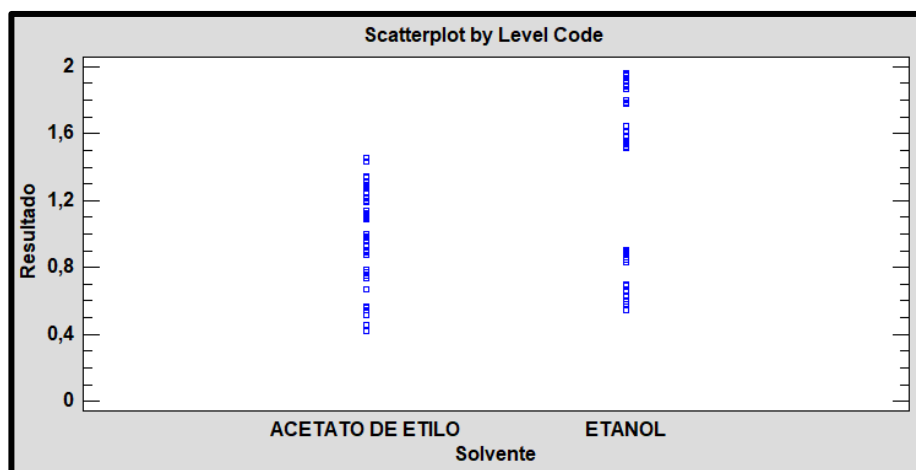 Scatterplot by Level Code
2
1,6
1,2
0,8
0,4
0
Resultado
ACETATO DE ETILO ETANOL
Solvente